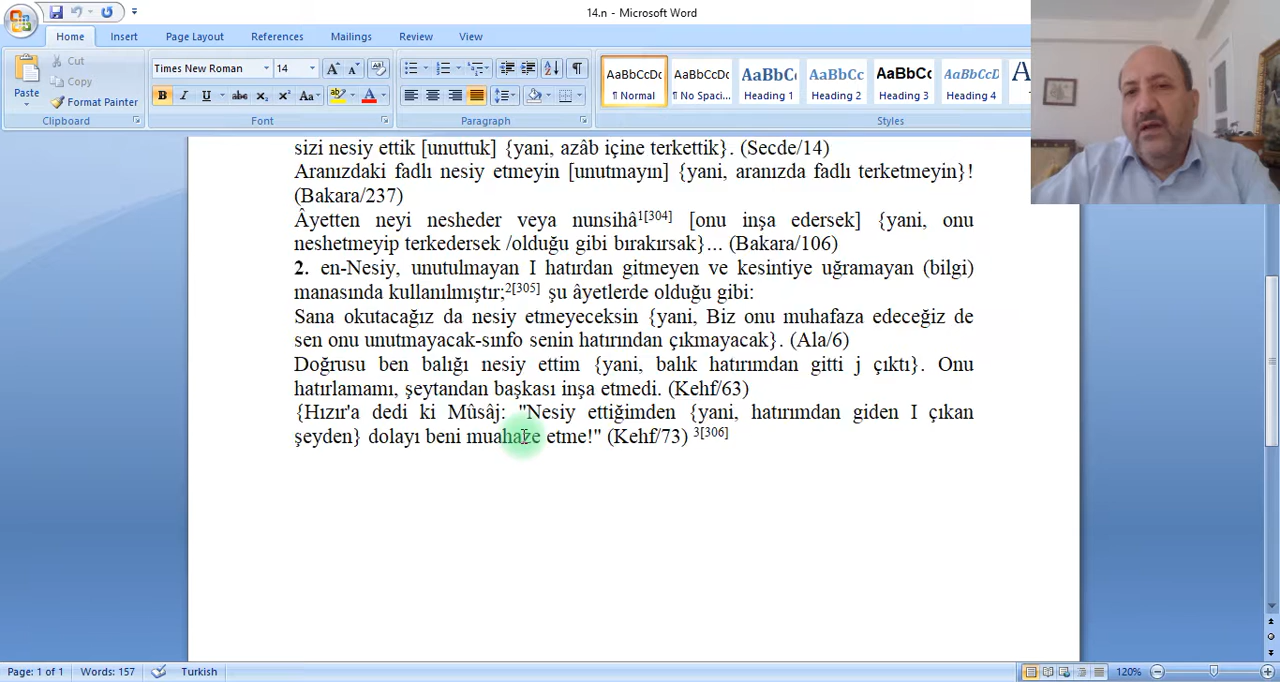 14.n - Microsoft Word
Home Insert Page Layout References Mailings Review View
Paste
Cut
Copy
Format Painter
Clipboard
Times New Roman 14
B I U abc x₂ x² Aa
Font
Paragraph
AaBbCcDc AaBbCcDc AaBbC AaBbCc AaBbCc AaBbCcD A
¶ Normal ¶ No Spaci... Heading 1 Heading 2 Heading 3 Heading 4
Styles
sizi nesiy ettik [unuttuk] {yani, azâb içine terkettik}. (Secde/14)
Aranızdaki fadlı nesiy etmeyin [unutmayın] {yani, aranızda fadlı terketmeyin}!
(Bakara/237)
Âyetten neyi nesheder veya nunsihâ1[304] [onu inşa edersek] {yani, onu
neshetmeyip terkedersek /olduğu gibi bırakırsak}... (Bakara/106)
2. en-Nesiy, unutulmayan I hatırdan gitmeyen ve kesintiye uğramayan (bilgi)
manasında kullanılmıştır;2[305] şu âyetlerde olduğu gibi:
Sana okutacağız da nesiy etmeyeceksin {yani, Biz onu muhafaza edeceğiz de
sen onu unutmayacak-sınfo senin hatırından çıkmayacak}. (Ala/6)
Doğrusu ben balığı nesiy ettim {yani, balık hatırımdan gitti j çıktı}. Onu
hatırlamamı, şeytandan başkası inşa etmedi. (Kehf/63)
{Hızır'a dedi ki Mûsâj: "Nesiy ettiğimden {yani, hatırımdan giden I çıkan
şeyden} dolayı beni muahaze etme!" (Kehf/73) 3[306]
Page: 1 of 1 Words: 157 Turkish 120%